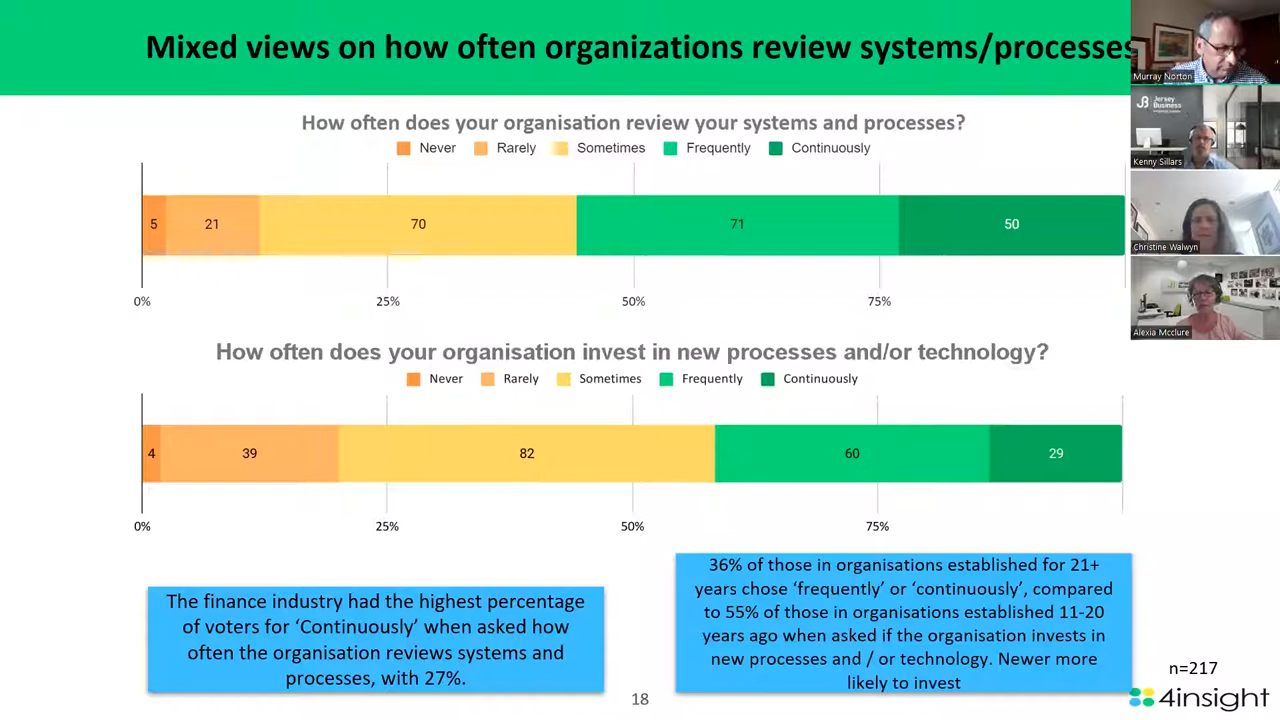 Mixed views on how often organizations review systems/processes
Murray Norton
Jersey
Business
Kenny Sillars
Christine Walwyn
Alexia Mcclure
How often does your organisation review your systems and processes?
Never Rarely Sometimes Frequently Continuously
5 21 70 71 50
0% 25% 50% 75%
How often does your organisation invest in new processes and/or technology?
Never Rarely Sometimes Frequently Continuously
4 39 82 60 29
0% 25% 50% 75%
The finance industry had the highest percentage
of voters for ‘Continuously’ when asked how
often the organisation reviews systems and
processes, with 27%.
36% of those in organisations established for 21+
years chose ‘frequently’ or ‘continuously’, compared
to 55% of those in organisations established 11-20
years ago when asked if the organisation invests in
new processes and / or technology. Newer more
likely to invest
n=217
18
4insight